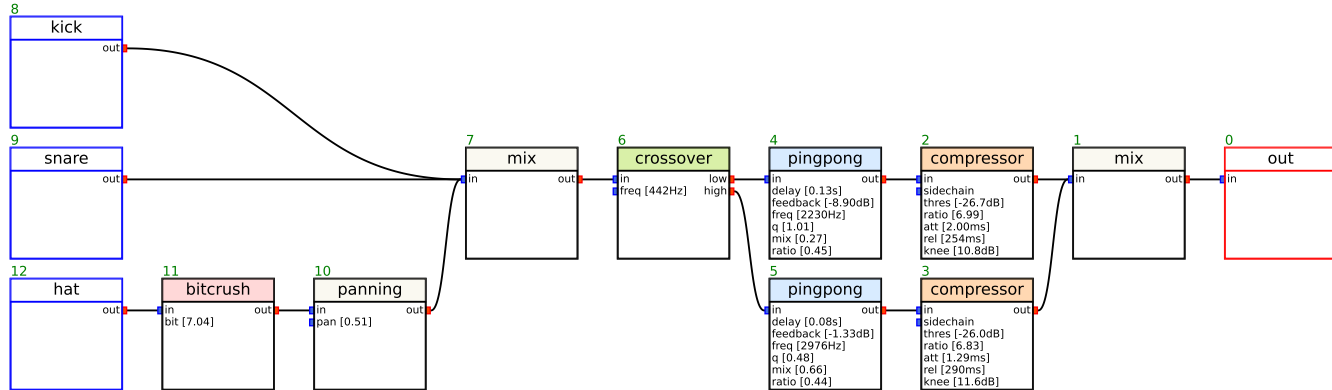 8
kick
out
9
snare
out
12
hat
out
11
bitcrush
in out
bit [7.04]
10
panning
in out
pan [0.51]
7
mix
in out
6
crossover
in low
freq [442Hz] high
4
pingpong
in out
delay [0.13s]
feedback [-8.90dB]
freq [2230Hz]
q [1.01]
mix [0.27]
ratio [0.45]
5
pingpong
in out
delay [0.08s]
feedback [-1.33dB]
freq [2976Hz]
q [0.48]
mix [0.66]
ratio [0.44]
2
compressor
in out
sidechain
thres [-26.7dB]
ratio [6.99]
att [2.00ms]
rel [254ms]
knee [10.8dB]
3
compressor
in out
sidechain
thres [-26.0dB]
ratio [6.83]
att [1.29ms]
rel [290ms]
knee [11.6dB]
1
mix
in out
0
out
in